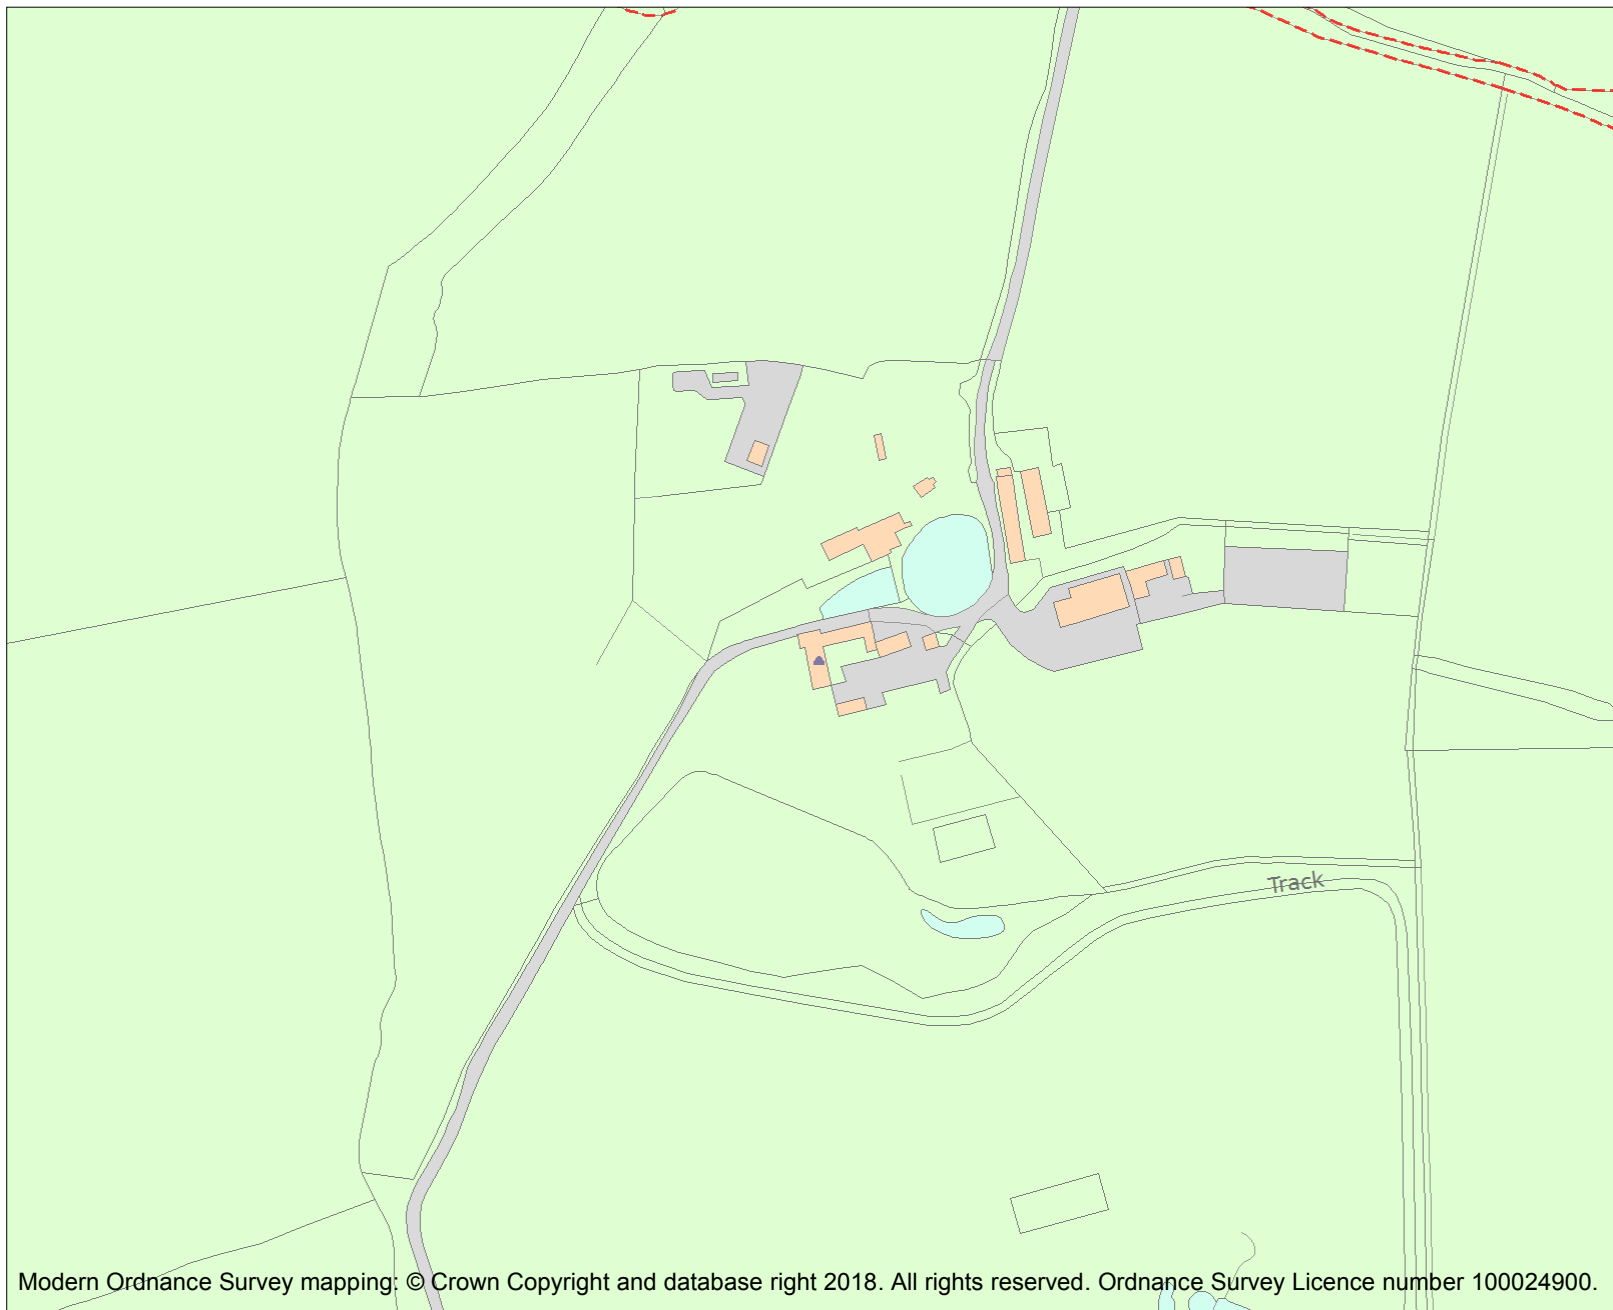 Track
Modern Ordnance Survey mapping: © Crown Copyright and database right 2018. All rights reserved. Ordnance Survey Licence number 100024900.